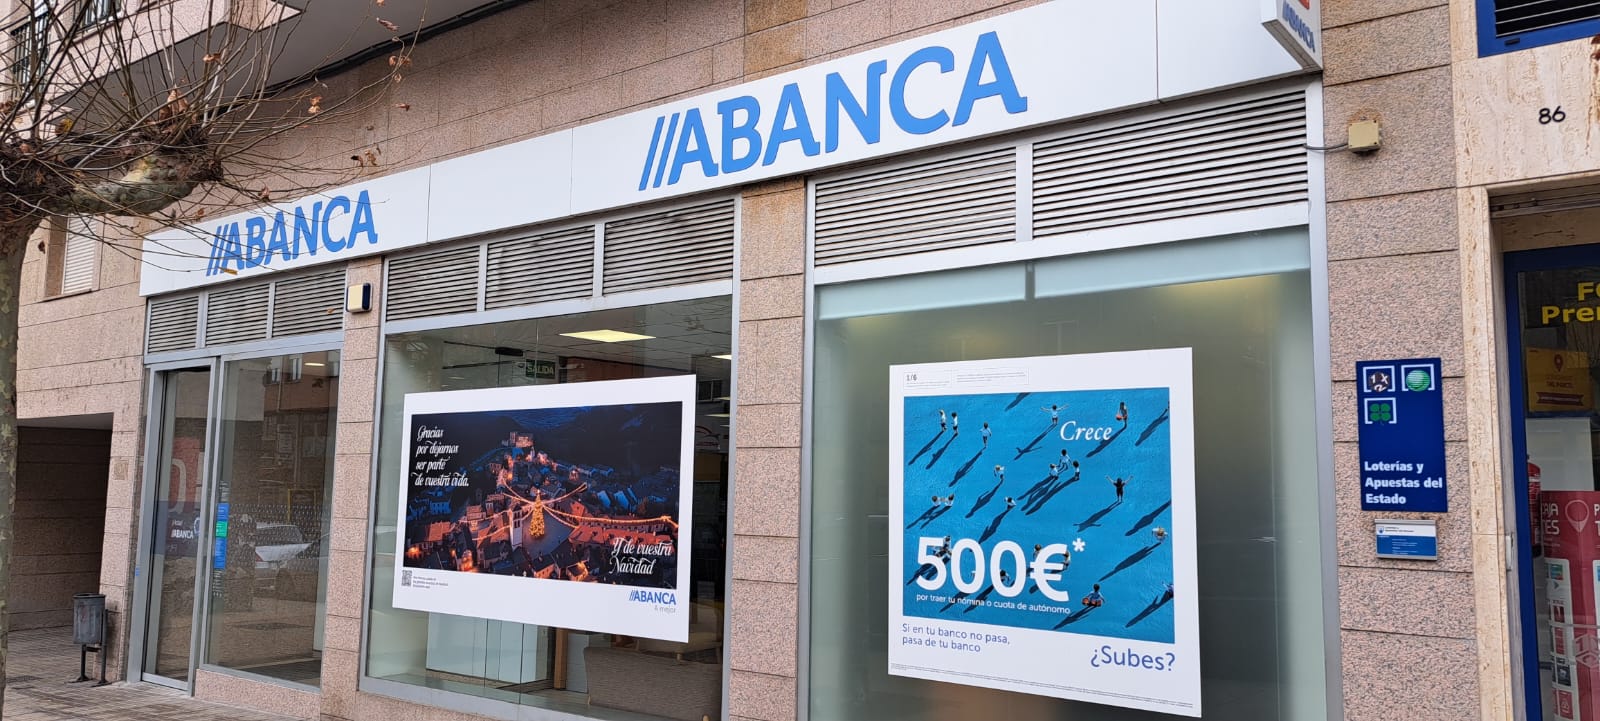 //ABANCA
//ABANCA
ABANCA
86
SALIDA
Gracias
por dejarnos
ser parte
de vuestra vida.
Y de vuestra
Navidad
//ABANCA
A mejor
ABANCA
1/6
Crece
500€*
por traer tu nómina o cuota de autónomo
Si en tu banco no pasa,
pasa de tu banco
¿Subes?
1X2
Loterías y
Apuestas del
Estado